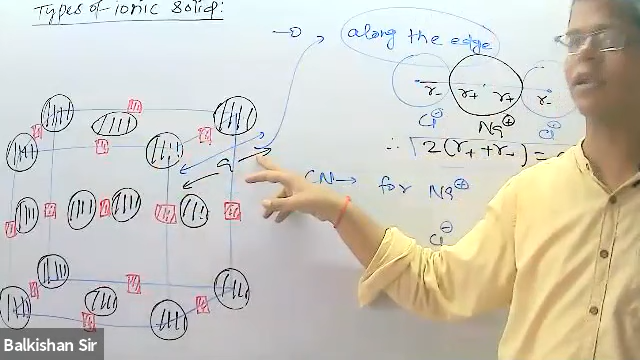 Types of ionic Solid:
along the edge
r- r+ r+ r-
Cl⊖ Na⊕ Cl⊖
∴ 2(r+ + r-) =
a
CN → for Na⊕
Cl⊖
Balkishan Sir